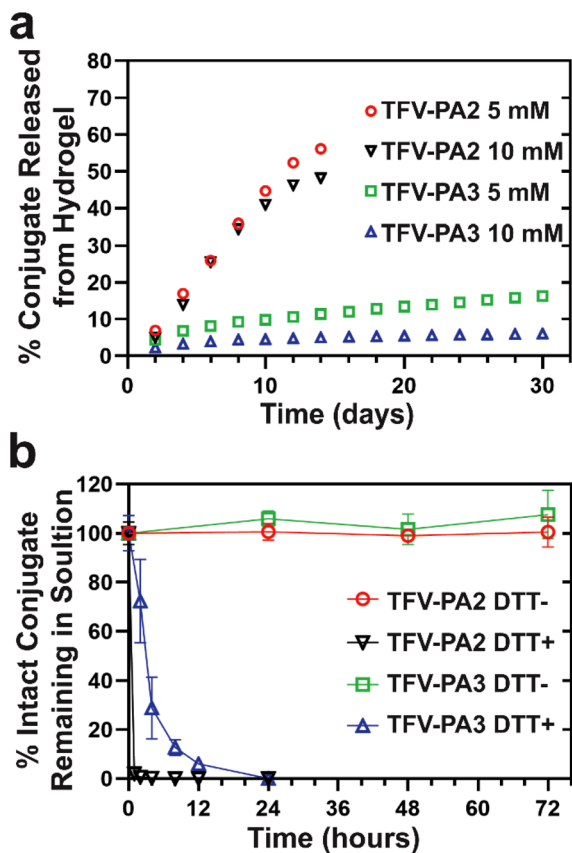 a
% Conjugate Released
from Hydrogel
80
70
60
50
40
30
20
10
0
TFV-PA2 5 mM
TFV-PA2 10 mM
TFV-PA3 5 mM
TFV-PA3 10 mM
0 10 20 30
Time (days)
b
% Intact Conjugate
Remaining in Soultion
120
100
80
60
40
20
0
TFV-PA2 DTT-
TFV-PA2 DTT+
TFV-PA3 DTT-
TFV-PA3 DTT+
0 12 24 36 48 60 72
Time (hours)